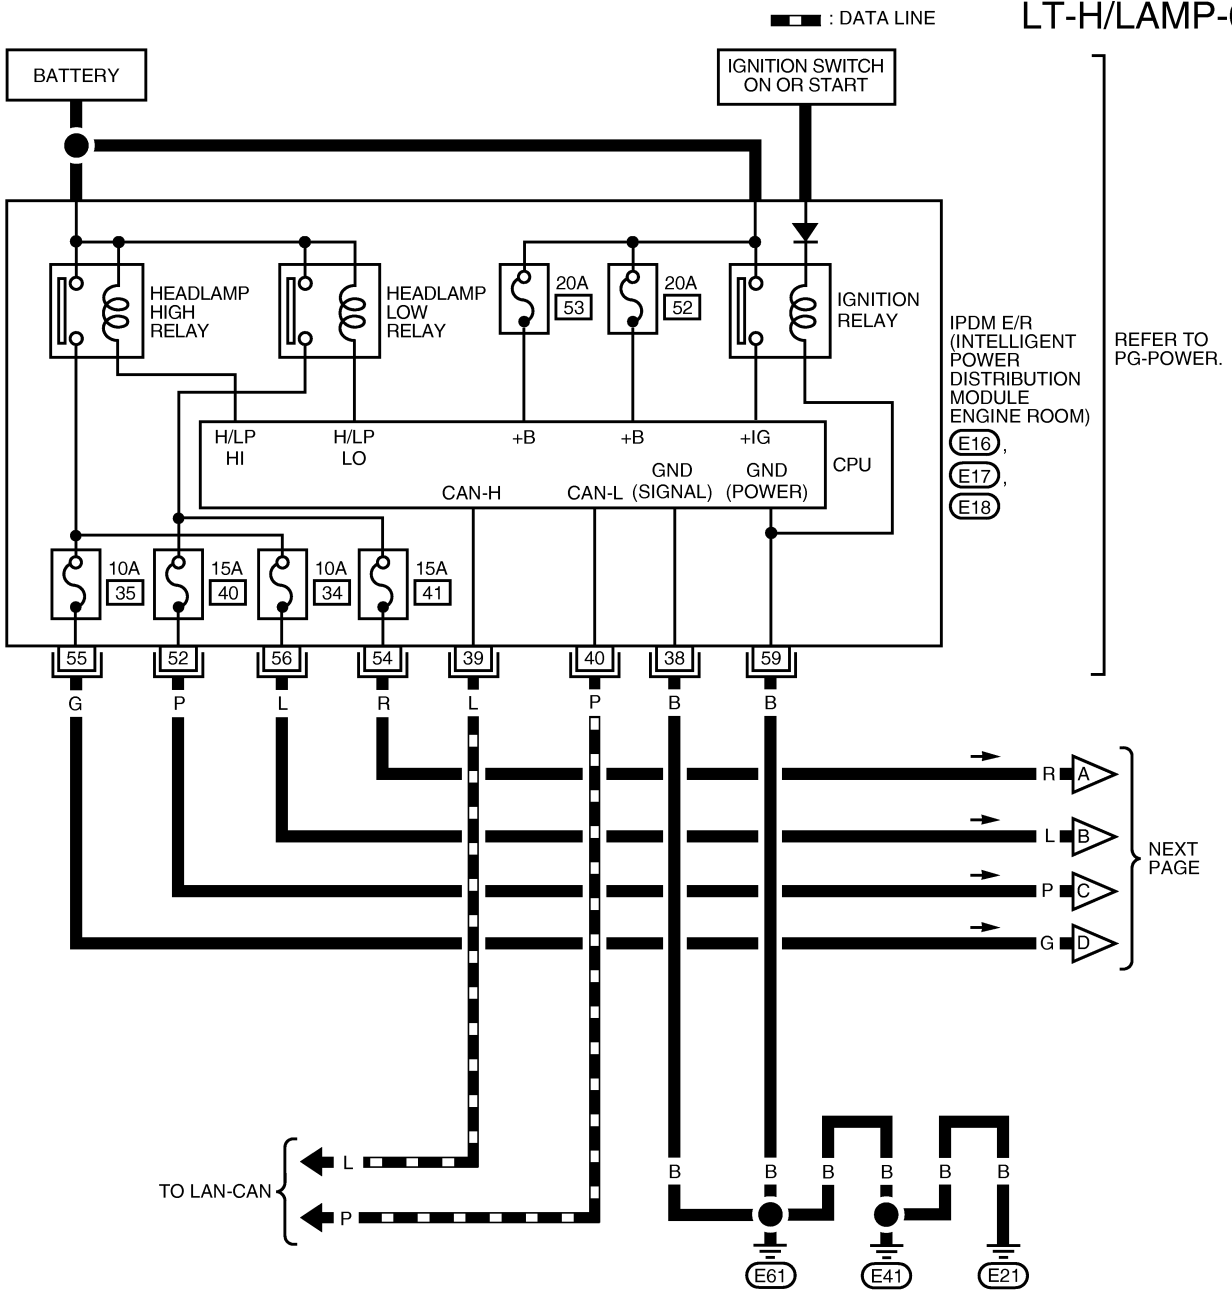 : DATA LINE
LT-H/LAMP-
BATTERY
IGNITION SWITCH
ON OR START
HEADLAMP
HIGH
RELAY
HEADLAMP
LOW
RELAY
20A
53
20A
52
IGNITION
RELAY
IPDM E/R
(INTELLIGENT
POWER
DISTRIBUTION
MODULE
ENGINE ROOM)
E16 ,
E17 ,
E18
REFER TO
PG-POWER.
H/LP
HI
H/LP
LO
+B
+B
+IG
CPU
CAN-H
CAN-L
GND
(SIGNAL)
GND
(POWER)
10A
35
15A
40
10A
34
15A
41
55
52
56
54
39
40
38
59
G
P
L
R
L
P
B
B
R
A
L
B
P
C
G
D
NEXT
PAGE
TO LAN-CAN
L
P
B
B
B
B
B
B
E61
E41
E21